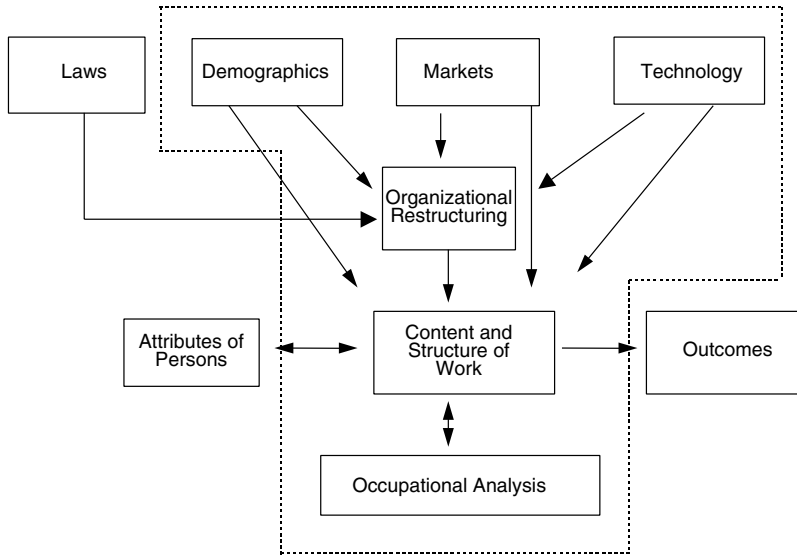 Laws
Demographics
Markets
Technology
Organizational
Restructuring
Attributes of
Persons
Content and
Structure of
Work
Outcomes
Occupational Analysis